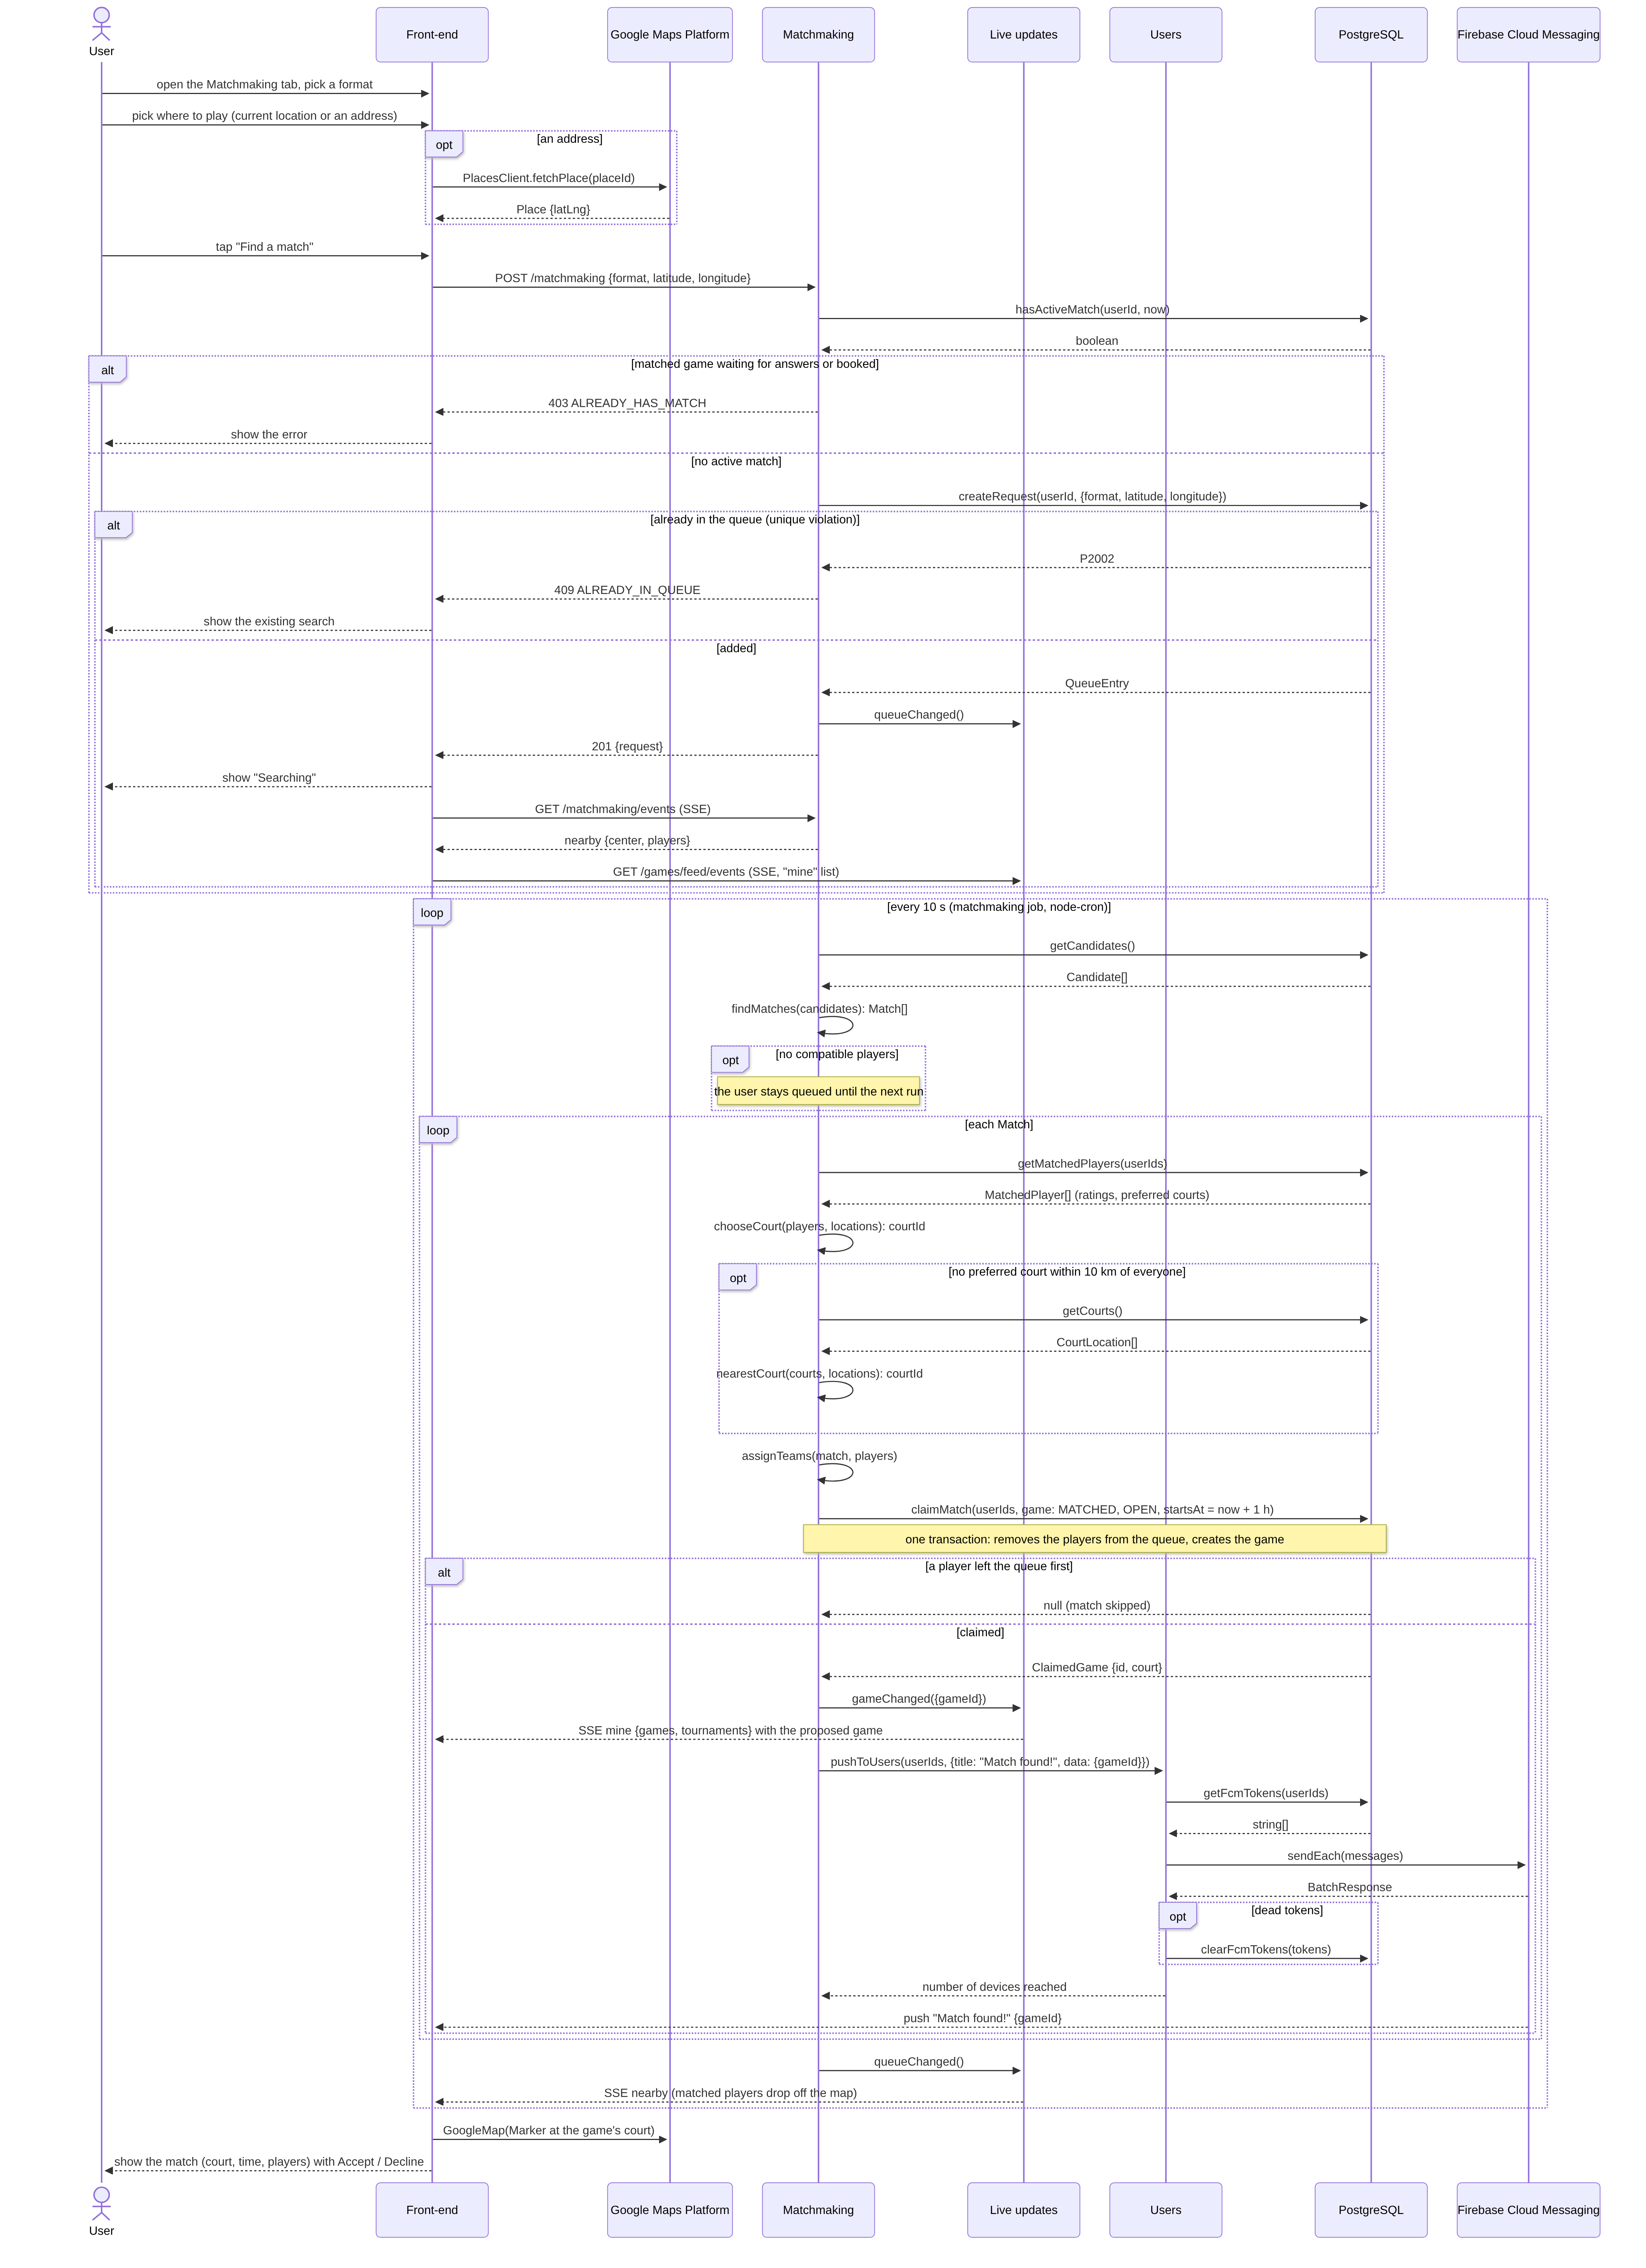 User
Front-end
Google Maps Platform
Matchmaking
Live updates
Users
PostgreSQL
Firebase Cloud Messaging
open the Matchmaking tab, pick a format
pick where to play (current location or an address)
opt
[an address]
PlacesClient.fetchPlace(placeId)
Place {latLng}
tap "Find a match"
POST /matchmaking {format, latitude, longitude}
hasActiveMatch(userId, now)
boolean
alt
[matched game waiting for answers or booked]
403 ALREADY_HAS_MATCH
show the error
[no active match]
createRequest(userId, {format, latitude, longitude})
alt
[already in the queue (unique violation)]
P2002
409 ALREADY_IN_QUEUE
show the existing search
[added]
QueueEntry
queueChanged()
201 {request}
show "Searching"
GET /matchmaking/events (SSE)
nearby {center, players}
GET /games/feed/events (SSE, "mine" list)
loop
[every 10 s (matchmaking job, node-cron)]
getCandidates()
Candidate[]
findMatches(candidates): Match[]
opt
[no compatible players]
the user stays queued until the next run
loop
[each Match]
getMatchedPlayers(userIds)
MatchedPlayer[] (ratings, preferred courts)
chooseCourt(players, locations): courtId
opt
[no preferred court within 10 km of everyone]
getCourts()
CourtLocation[]
nearestCourt(courts, locations): courtId
assignTeams(match, players)
claimMatch(userIds, game: MATCHED, OPEN, startsAt = now + 1 h)
one transaction: removes the players from the queue, creates the game
alt
[a player left the queue first]
null (match skipped)
[claimed]
ClaimedGame {id, court}
gameChanged({gameId})
SSE mine {games, tournaments} with the proposed game
pushToUsers(userIds, {title: "Match found!", data: {gameId}})
getFcmTokens(userIds)
string[]
sendEach(messages)
BatchResponse
opt
[dead tokens]
clearFcmTokens(tokens)
number of devices reached
push "Match found!" {gameId}
queueChanged()
SSE nearby (matched players drop off the map)
GoogleMap(Marker at the game's court)
show the match (court, time, players) with Accept / Decline
User
Front-end
Google Maps Platform
Matchmaking
Live updates
Users
PostgreSQL
Firebase Cloud Messaging